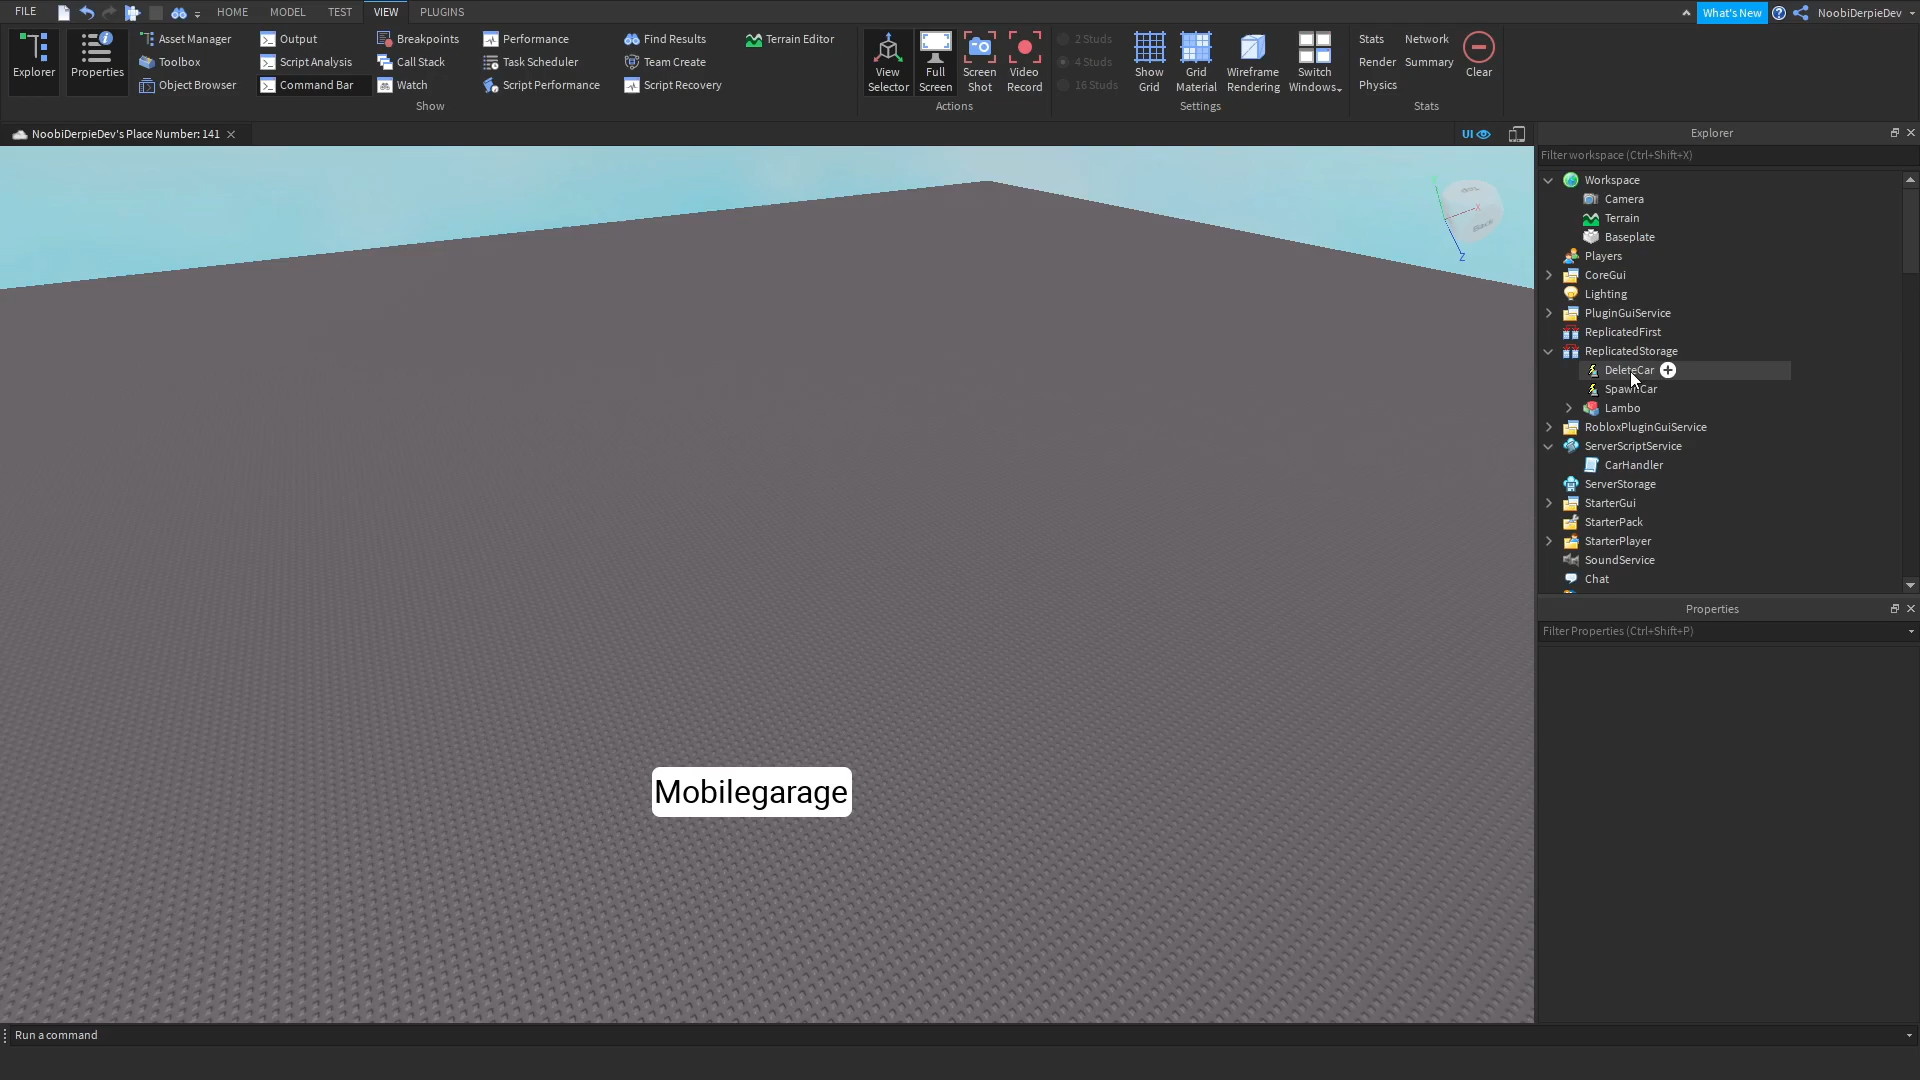 FILE HOME MODEL TEST VIEW PLUGINS What's New NoobiDerpieDev
Explorer
Properties
Asset Manager
Toolbox
Object Browser
Output
Script Analysis
Command Bar
Breakpoints
Call Stack
Watch
Performance
Task Scheduler
Script Performance
Find Results
Team Create
Script Recovery
Terrain Editor
Show
View
Selector
Full
Screen
Screen
Shot
Video
Record
Actions
2 Studs
4 Studs
16 Studs
Show
Grid
Grid
Material
Wireframe
Rendering
Switch
Windows
Settings
Stats
Render
Physics
Network
Summary
Clear
Stats
NoobiDerpieDev's Place Number: 141
UI
Back
X
Z
Mobilegarage
Explorer
Filter workspace (Ctrl+Shift+X)
Workspace
Camera
Terrain
Baseplate
Players
CoreGui
Lighting
PluginGuiService
ReplicatedFirst
ReplicatedStorage
DeleteCar
SpawnCar
Lambo
RobloxPluginGuiService
ServerScriptService
CarHandler
ServerStorage
StarterGui
StarterPack
StarterPlayer
SoundService
Chat
Properties
Filter Properties (Ctrl+Shift+P)
Run a command